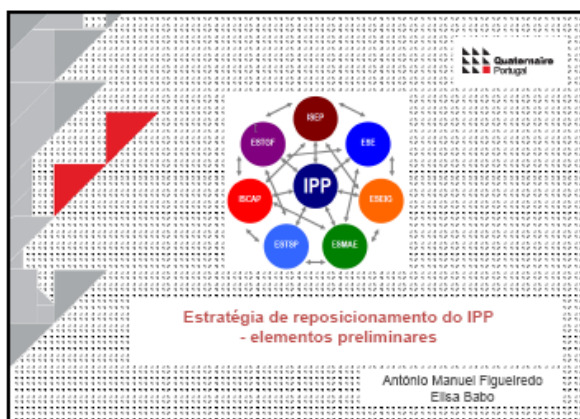 Quaternaire
Portugal
ISEP
ESTGF
ESE
IPP
ISCAP
ESEIG
ESTSP
ESMAE
Estratégia de reposicionamento do IPP
- elementos preliminares
António Manuel Figueiredo
Elisa Babo